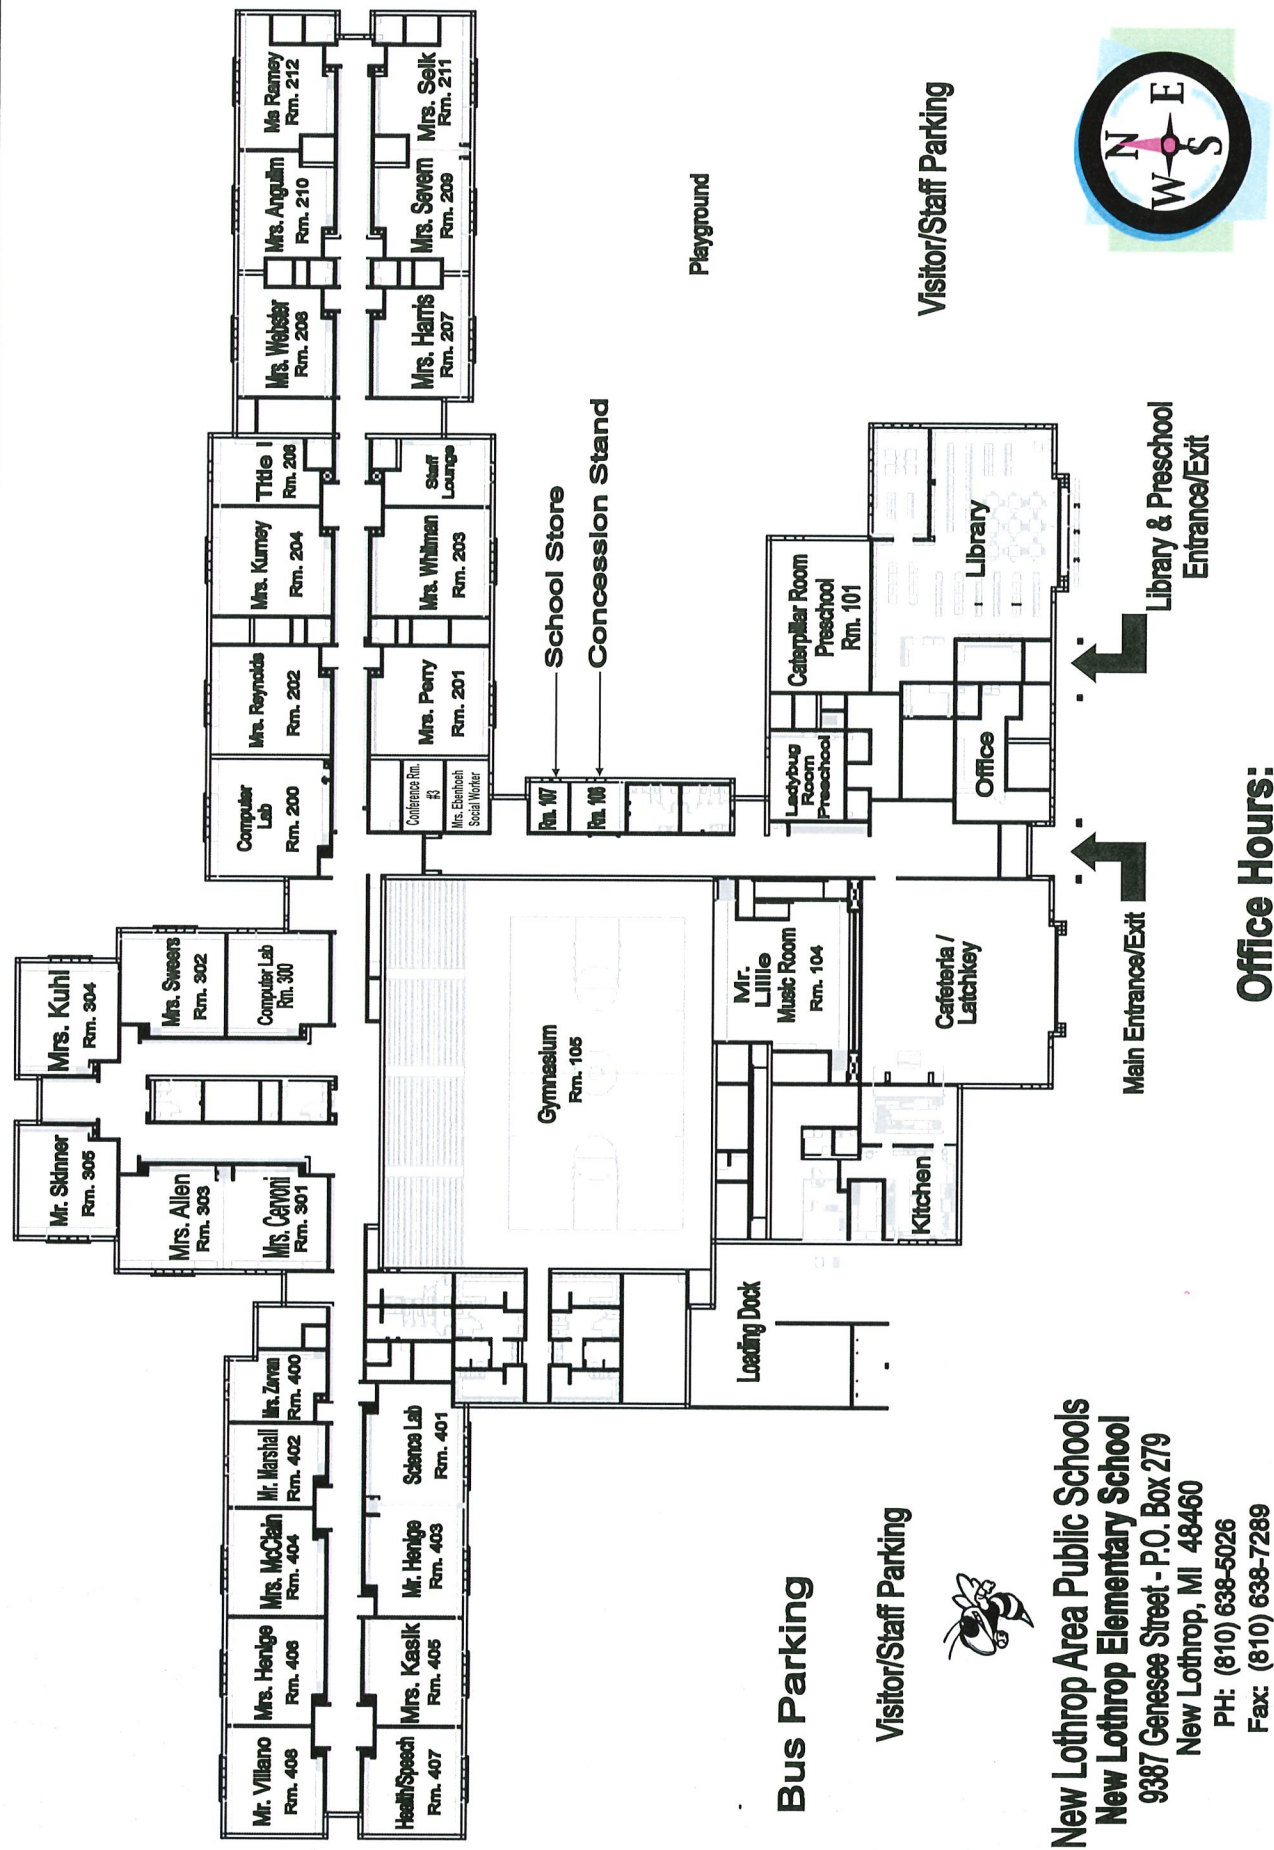 Mr. Skinner
Rm. 305
Mrs. Kuhl
Rm. 304
Mrs. Allen
Rm. 303
Mrs. Sweers
Rm. 302
Mrs. Cervoni
Rm. 301
Computer Lab
Rm. 300
Mr. Villano
Rm. 408
Mrs. Henige
Rm. 406
Mrs. McClain
Rm. 404
Mr. Marshall
Rm. 402
Mrs.
Rm. 400
Computer
Lab
Rm. 200
Mrs. Reynolds
Rm. 202
Mrs. Kurney
Rm. 204
Title I
Rm. 206
Mrs. Webster
Rm. 208
Mrs.
Rm. 210
Ms Ramey
Rm. 212
Health/Speech
Rm. 407
Mrs. Kasik
Rm. 405
Mr. Henige
Rm. 403
Science Lab
Rm. 401
Conference Rm.
#3
Mrs. Ebenhoeh
Social Worker
Mrs. Perry
Rm. 201
Mrs. Whitman
Rm. 203
Staff
Lounge
Mrs. Harris
Rm. 207
Mrs. Severn
Rm. 209
Mrs. Selk
Rm. 211
Gymnasium
Rm. 105
Rm. 107
School Store
Rm. 106
Concession Stand
Playground
Loading Dock
Mr.
Lillie
Music Room
Rm. 104
Ladybug
Room
Preschool
Caterpillar Room
Preschool
Rm. 101
Bus Parking
Visitor/Staff Parking
Kitchen
Cafeteria /
Latchkey
Office
Library
Visitor/Staff Parking
Main Entrance/Exit
Library & Preschool
Entrance/Exit
N
W
E
S
New Lothrop Area Public Schools
New Lothrop Elementary School
9387 Genesee Street - P.O. Box 279
New Lothrop, MI 48460
PH: (810) 638-5026
Fax: (810) 638-7289
Office Hours: